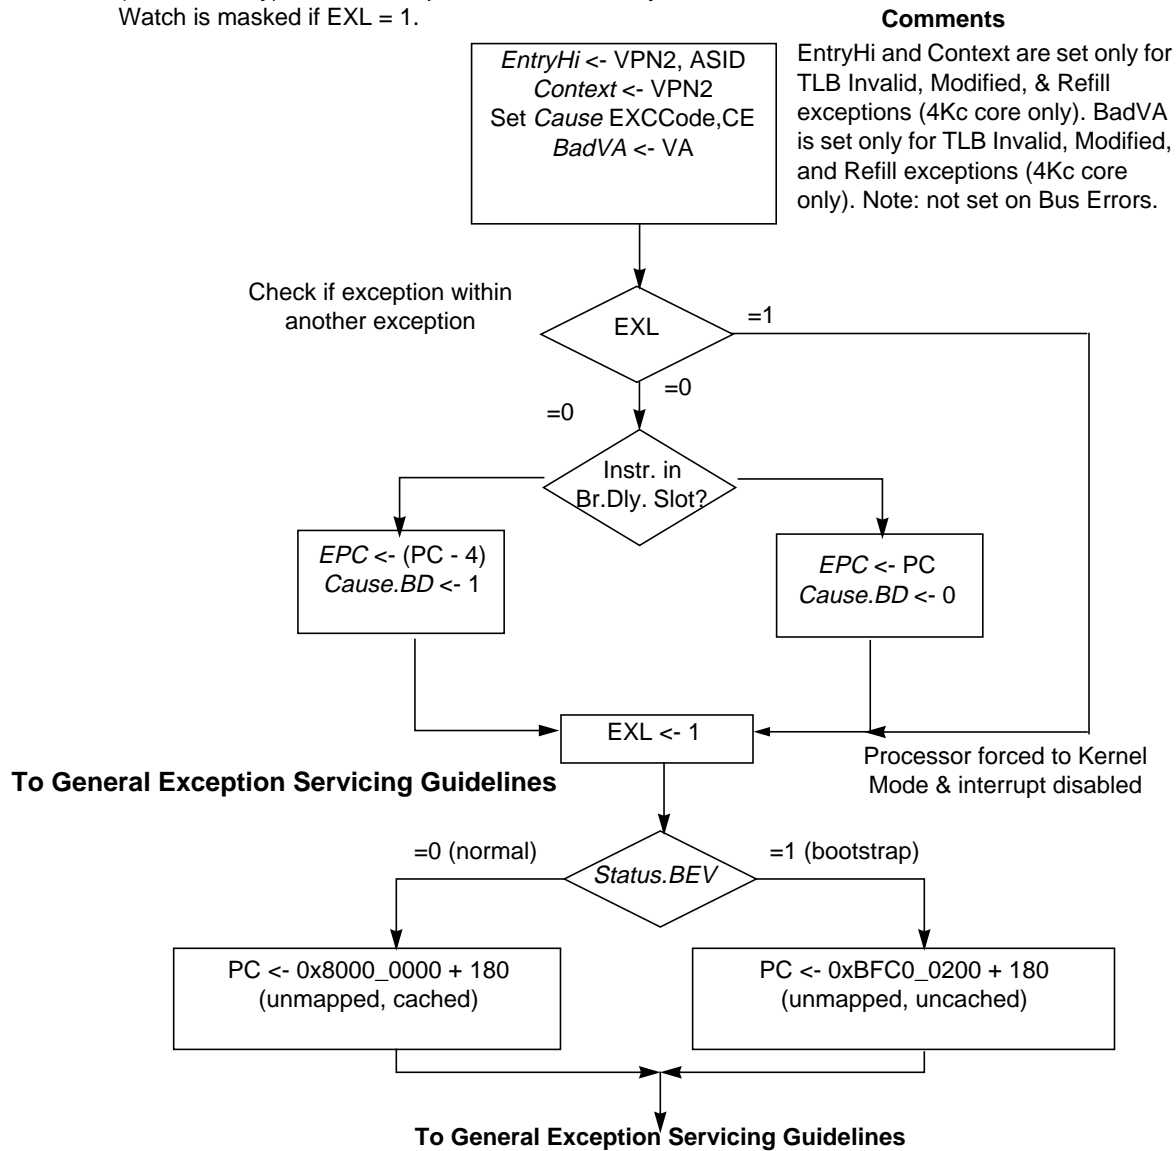 Watch is masked if EXL = 1.
Comments
EntryHi and Context are set only for
TLB Invalid, Modified, & Refill
exceptions (4Kc core only). BadVA
is set only for TLB Invalid, Modified,
and Refill exceptions (4Kc core
only). Note: not set on Bus Errors.
EntryHi <- VPN2, ASID
Context <- VPN2
Set Cause EXCCode,CE
BadVA <- VA
Check if exception within
another exception
EXL
=1
=0
=0
Instr. in
Br.Dly. Slot?
EPC <- (PC - 4)
Cause.BD <- 1
EPC <- PC
Cause.BD <- 0
EXL <- 1
Processor forced to Kernel
Mode & interrupt disabled
To General Exception Servicing Guidelines
=0 (normal)
=1 (bootstrap)
Status.BEV
PC <- 0x8000_0000 + 180
(unmapped, cached)
PC <- 0xBFC0_0200 + 180
(unmapped, uncached)
To General Exception Servicing Guidelines